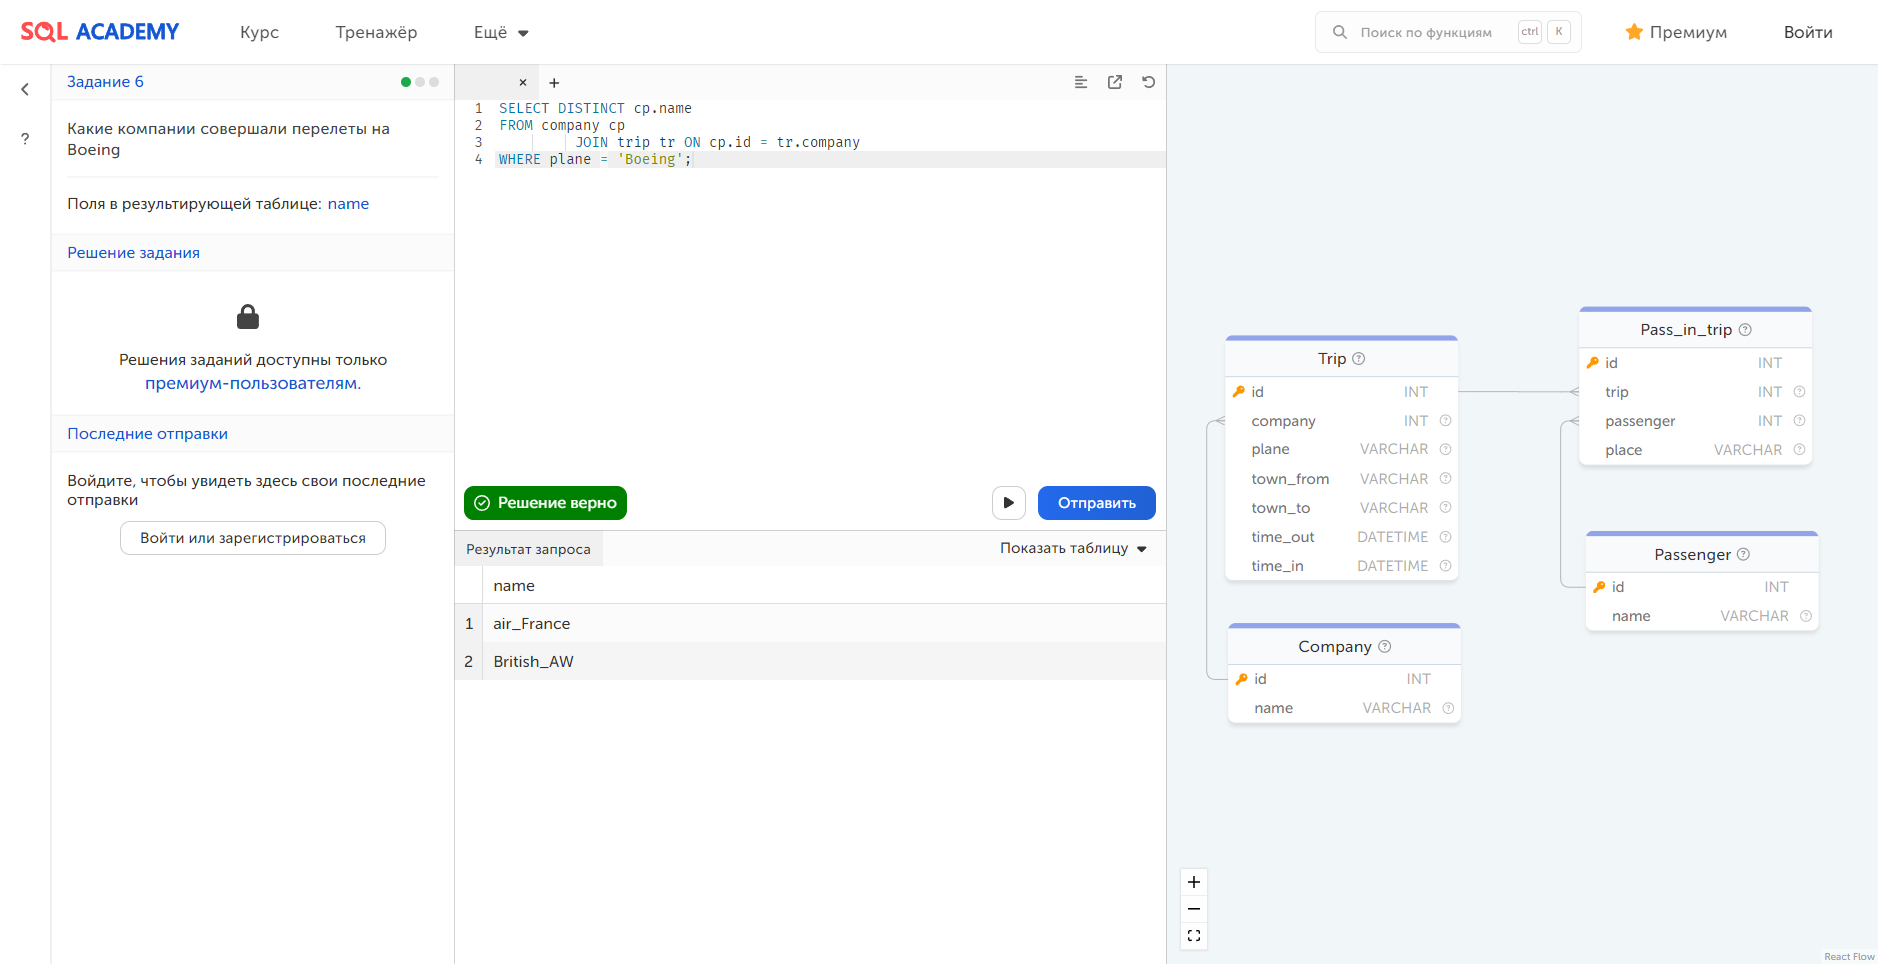 SQL ACADEMY
Курс
Тренажёр
Ещё
Поиск по функциям
ctrl
K
Премиум
Войти
Задание 6
Какие компании совершали перелеты на
Boeing
Поля в результирующей таблице: name
Решение задания
Решения заданий доступны только
премиум-пользователям.
Последние отправки
Войдите, чтобы увидеть здесь свои последние
отправки
Войти или зарегистрироваться
?
×
+
1 SELECT DISTINCT cp.name
2 FROM company cp
3 JOIN trip tr ON cp.id = tr.company
4 WHERE plane = 'Boeing';
Решение верно
Отправить
Результат запроса
Показать таблицу
name
1 air_France
2 British_AW
Trip ?
id INT
company INT ?
plane VARCHAR ?
town_from VARCHAR ?
town_to VARCHAR ?
time_out DATETIME ?
time_in DATETIME ?
Company ?
id INT
name VARCHAR ?
Pass_in_trip ?
id INT
trip INT ?
passenger INT ?
place VARCHAR ?
Passenger ?
id INT
name VARCHAR ?
React Flow